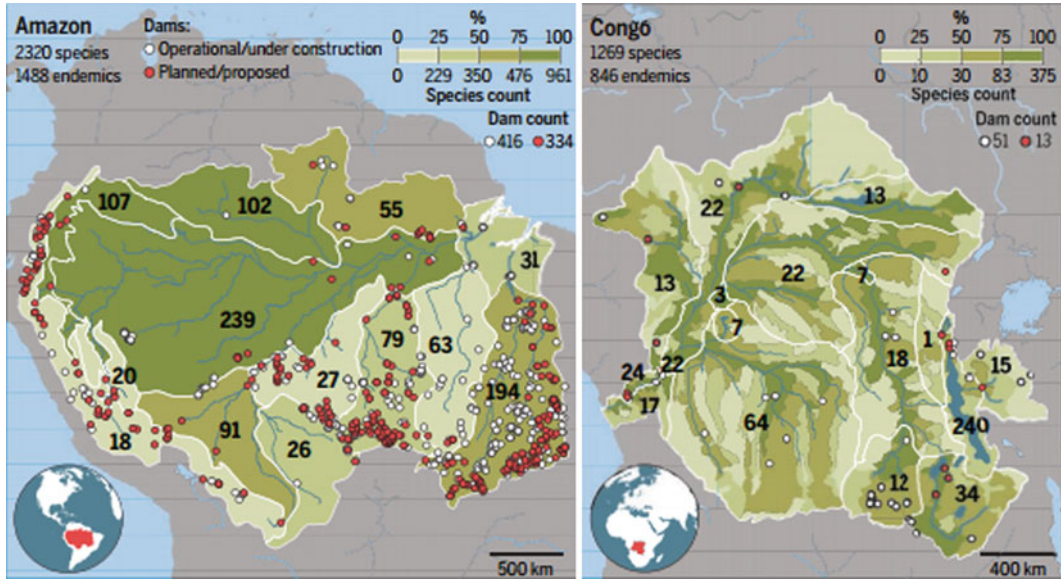 Amazon
2320 species
1488 endemics
Dams:
Operational/under construction
Planned/proposed
%
0 25 50 75 100
0 229 350 476 961
Species count
Dam count
416 334
107
102
55
31
239
79
63
20
27
194
18
91
26
500 km
Congo
1269 species
846 endemics
%
0 25 50 75 100
0 10 30 83 375
Species count
Dam count
51 13
22
13
13
22
7
3
7
1
18
15
24
22
17
64
240
12
34
400 km